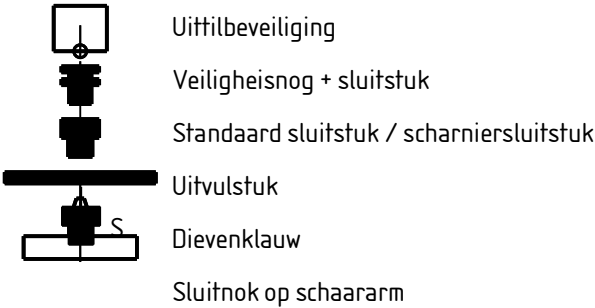 Uittilbeveiliging
Veiligheisnog + sluitstuk
Standaard sluitstuk / scharniersluitstuk
Uitvulstuk
S
Dievenklauw
Sluitnok op schaararm